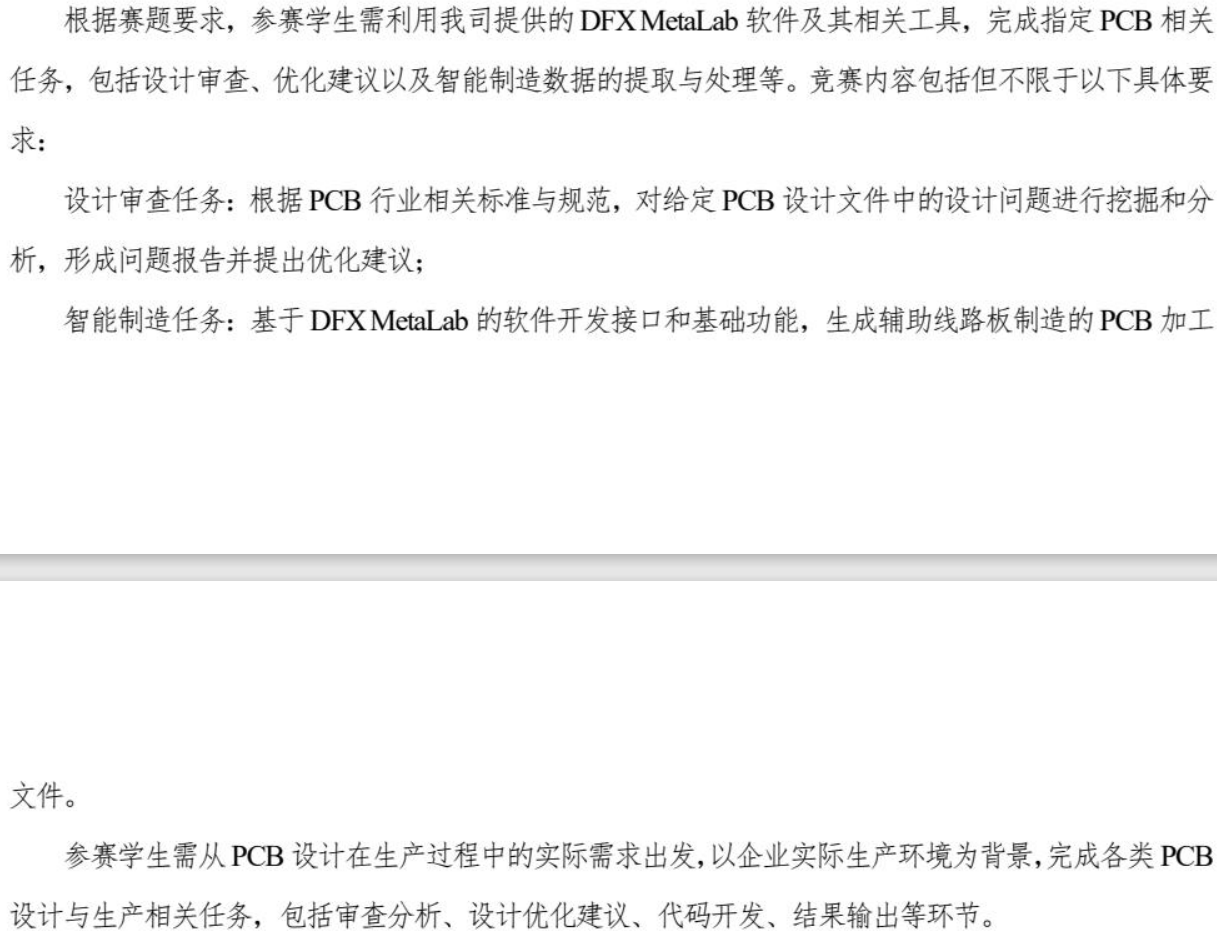 根据赛题要求，参赛学生需利用我司提供的 DFX MetaLab 软件及其相关工具，完成指定 PCB 相关
任务，包括设计审查、优化建议以及智能制造数据的提取与处理等。竞赛内容包括但不限于以下具体要
求：
设计审查任务：根据 PCB 行业相关标准与规范，对给定 PCB 设计文件中的设计问题进行挖掘和分
析，形成问题报告并提出优化建议；
智能制造任务：基于 DFX MetaLab 的软件开发接口和基础功能，生成辅助线路板制造的 PCB 加工
文件。
参赛学生需从 PCB 设计在生产过程中的实际需求出发，以企业实际生产环境为背景，完成各类 PCB
设计与生产相关任务，包括审查分析、设计优化建议、代码开发、结果输出等环节。